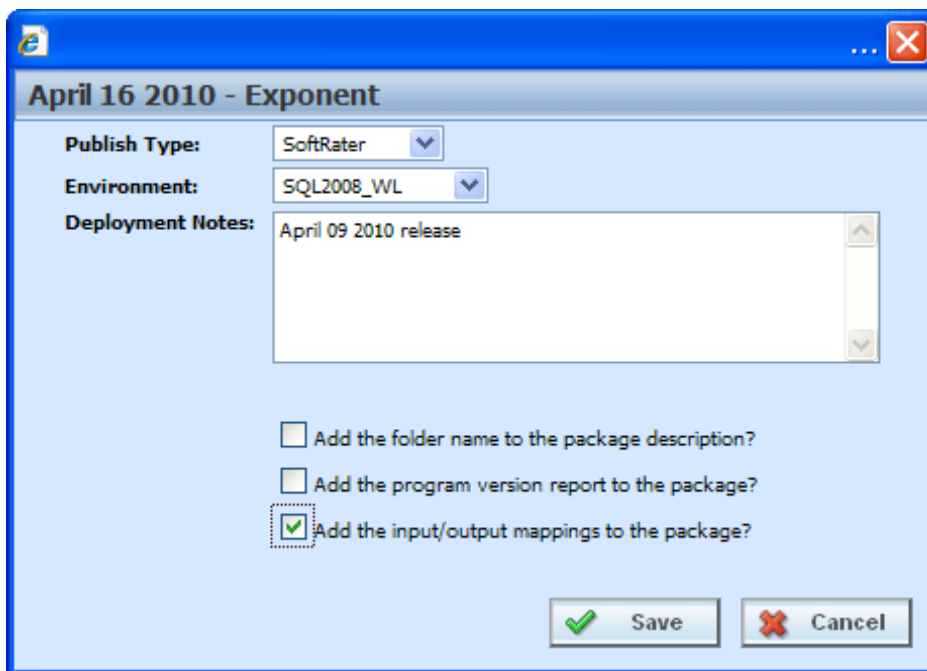 ...
April 16 2010 - Exponent
Publish Type: SoftRater
Environment: SQL2008_WL
Deployment Notes: April 09 2010 release
Add the folder name to the package description?
Add the program version report to the package?
Add the input/output mappings to the package?
Save Cancel